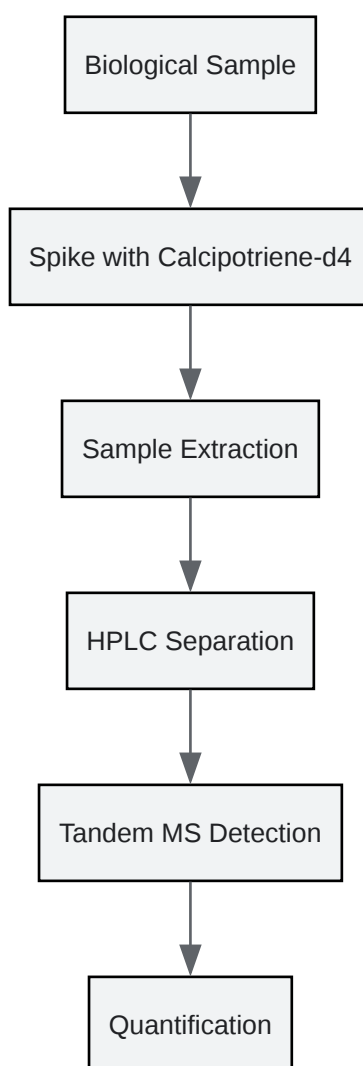 Biological Sample
Spike with Calcipotriene-d4
Sample Extraction
HPLC Separation
Tandem MS Detection
Quantification